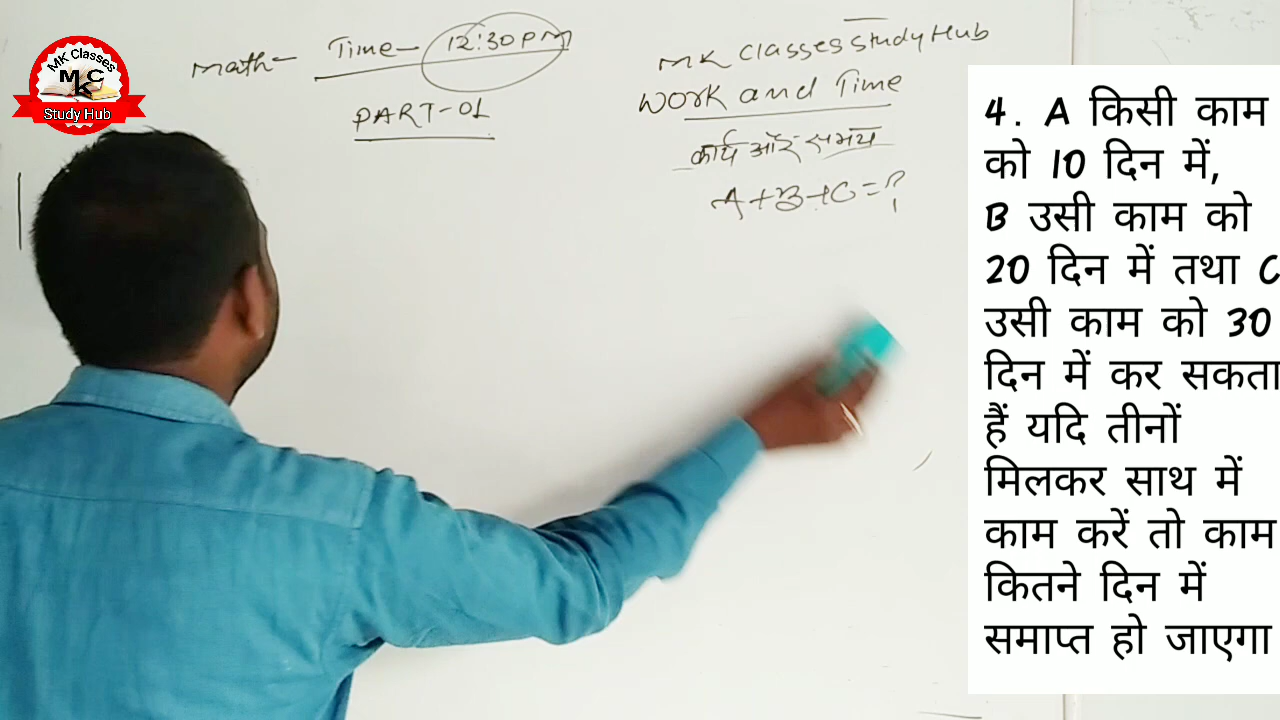 MK Classes
MKC
Study Hub
Math-
Time- 12:30PM
PART-01
MK Classes Study Hub
Work and Time
कार्य और समय
A+B+C=?
4. A किसी काम
को 10 दिन में,
B उसी काम को
20 दिन में तथा C
उसी काम को 30
दिन में कर सकता
हैं यदि तीनों
मिलकर साथ में
काम करें तो काम
कितने दिन में
समाप्त हो जाएगा